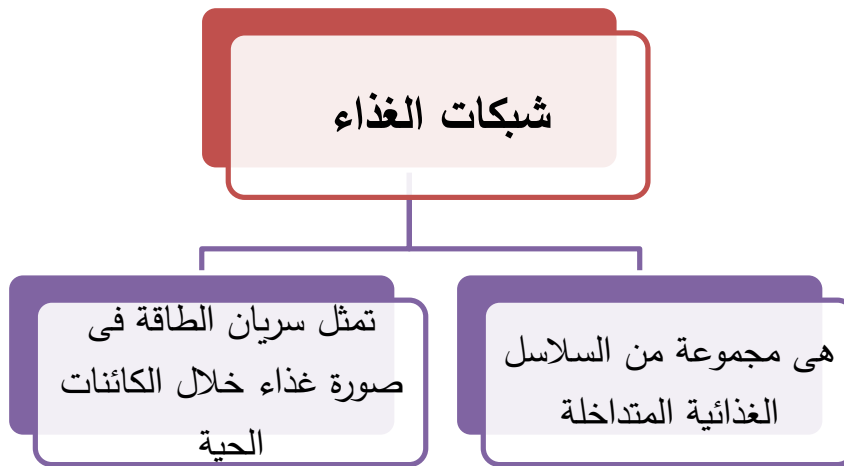 شبكات الغذاء
هى مجموعة من السلاسل
الغذائية المتداخلة
تمثل سريان الطاقة فى
صورة غذاء خلال الكائنات
الحية